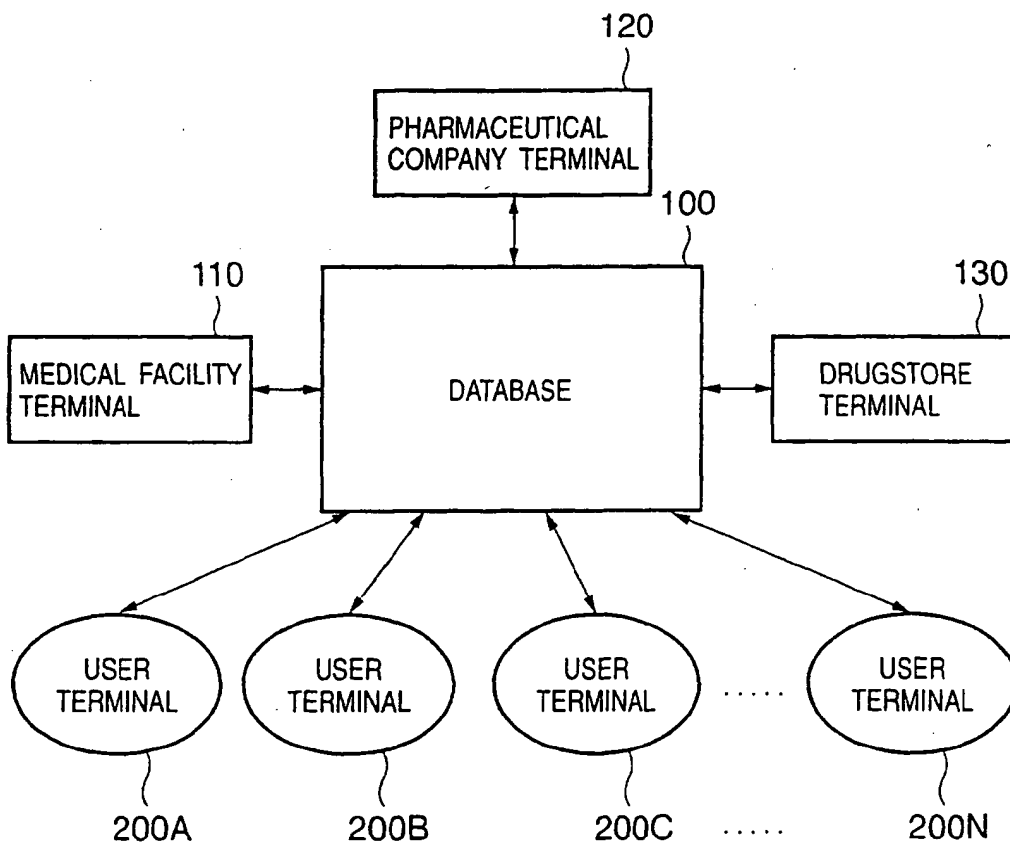 120
PHARMACEUTICAL
COMPANY TERMINAL
100
110
130
MEDICAL FACILITY
TERMINAL
DATABASE
DRUGSTORE
TERMINAL
USER
TERMINAL
USER
TERMINAL
USER
TERMINAL
.....
USER
TERMINAL
200A
200B
200C
.....
200N